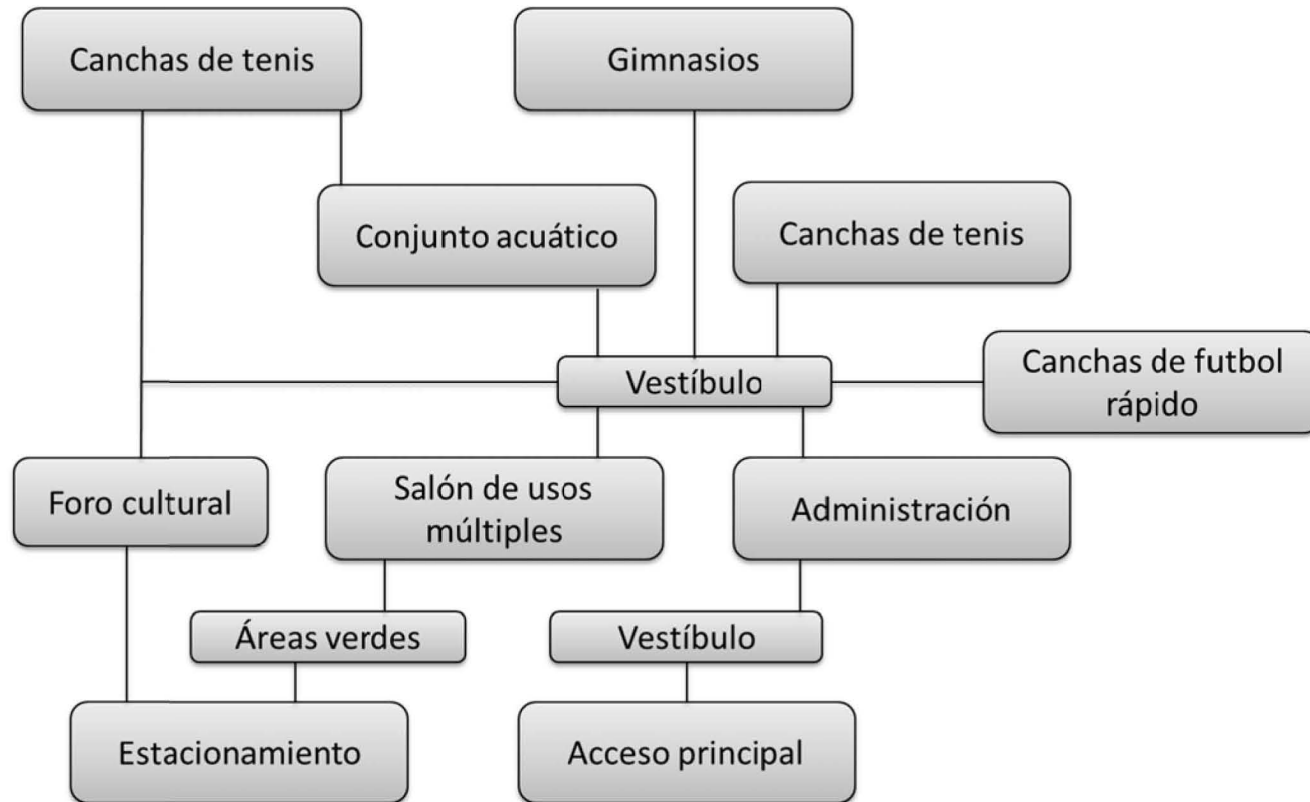 Canchas de tenis
Gimnasios
Conjunto acuático
Canchas de tenis
Vestíbulo
Canchas de futbol
rápido
Foro cultural
Salón de usos
múltiples
Administración
Áreas verdes
Vestíbulo
Estacionamiento
Acceso principal